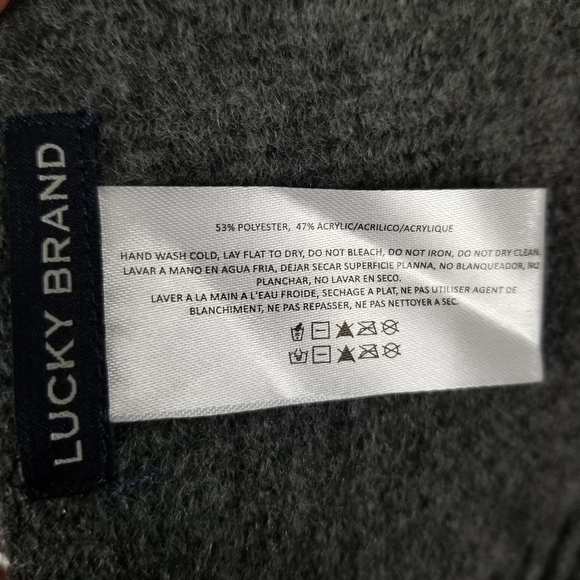 LUCKY BRAND
53% POLYESTER, 47% ACRYLIC/ACRILICO/ACRYLIQUE
HAND WASH COLD, LAY FLAT TO DRY, DO NOT BLEACH, DO NOT IRON, DO NOT DRY CLEAN.
LAVAR A MANO EN AGUA FRIA, DEJAR SECAR SUPERFICIE PLANNA, NO BLANQUEADOR, NO
PLANCHAR, NO LAVAR EN SECO.
LAVER A LA MAIN A L'EAU FROIDE, SECHAGE A PLAT, NE PAS UTILISER AGENT DE
BLANCHIMENT, NE PAS REPASSER, NE PAS NETTOYER A SEC.